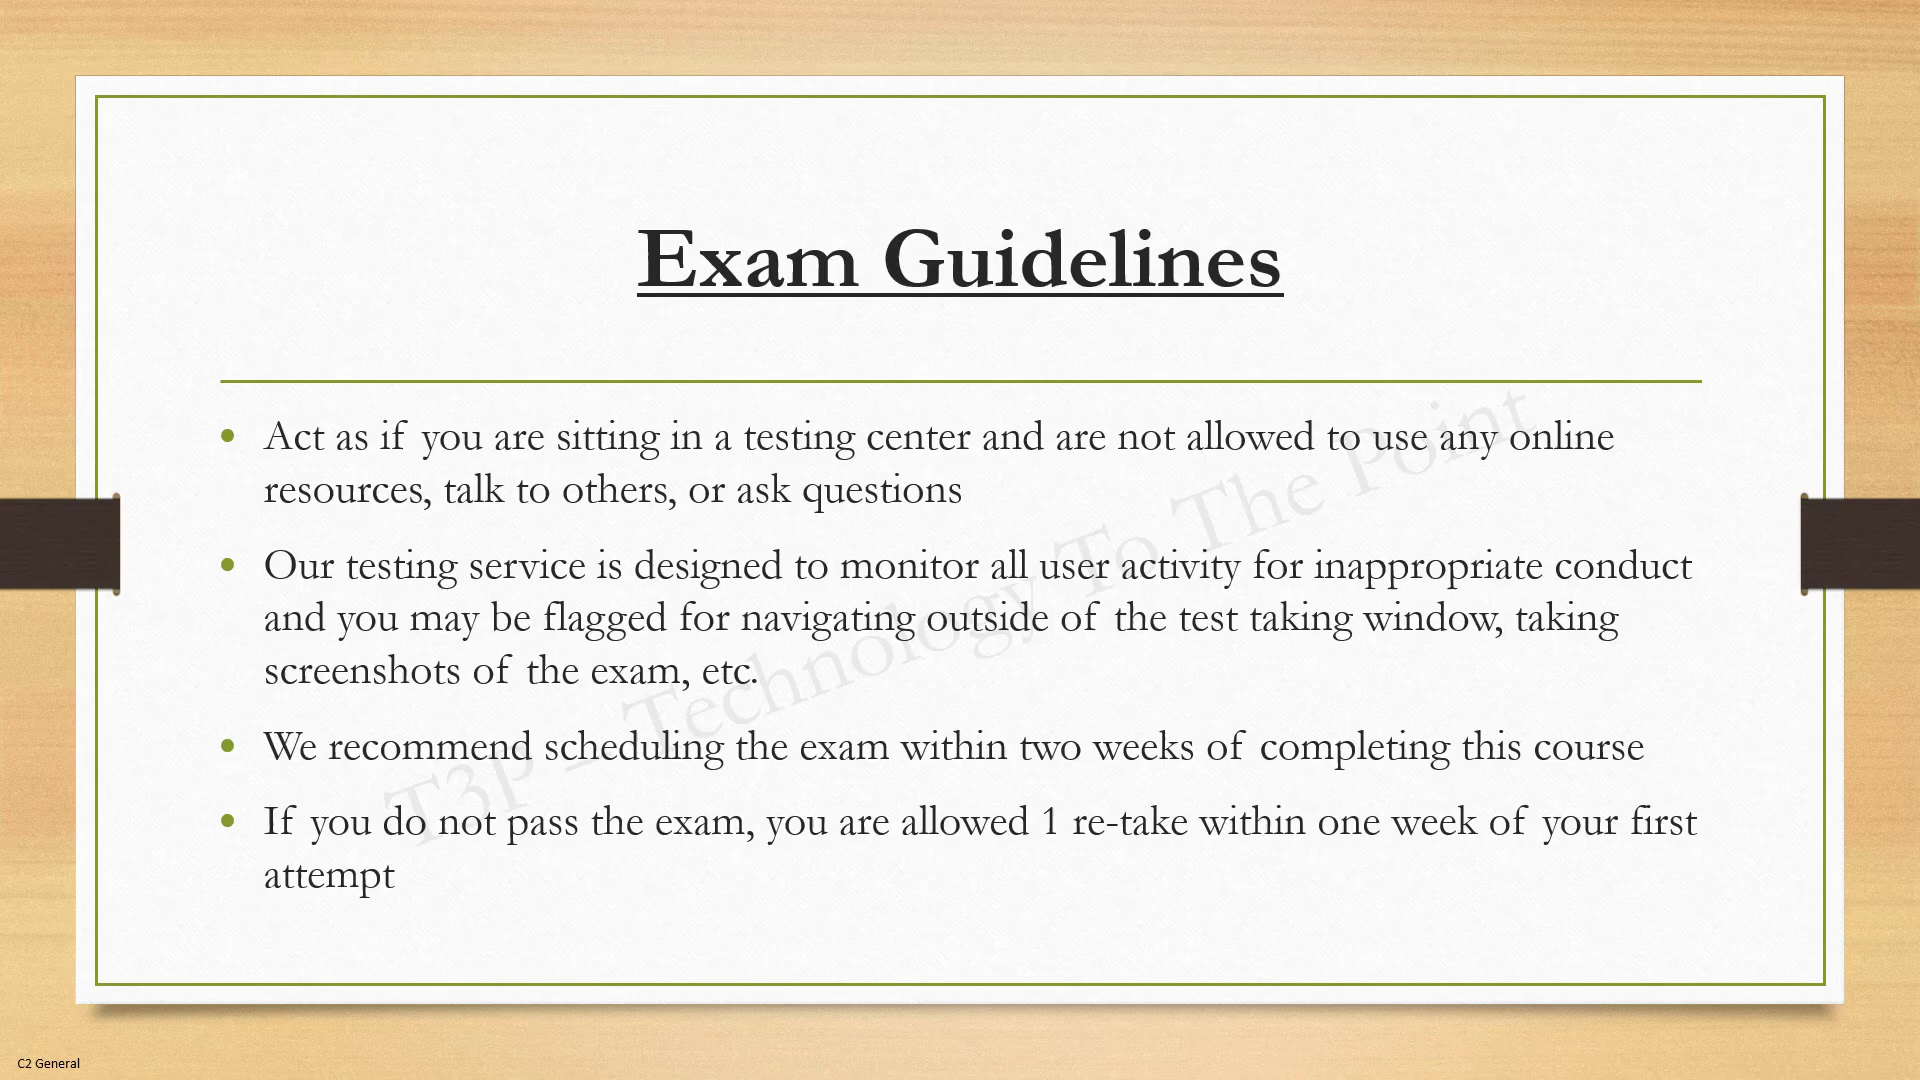 Exam Guidelines
• Act as if you are sitting in a testing center and are not allowed to use any online
resources, talk to others, or ask questions
• Our testing service is designed to monitor all user activity for inappropriate conduct
and you may be flagged for navigating outside of the test taking window, taking
screenshots of the exam, etc.
• We recommend scheduling the exam within two weeks of completing this course
• If you do not pass the exam, you are allowed 1 re-take within one week of your first
attempt
T3P – Technology To The Point
C2 General